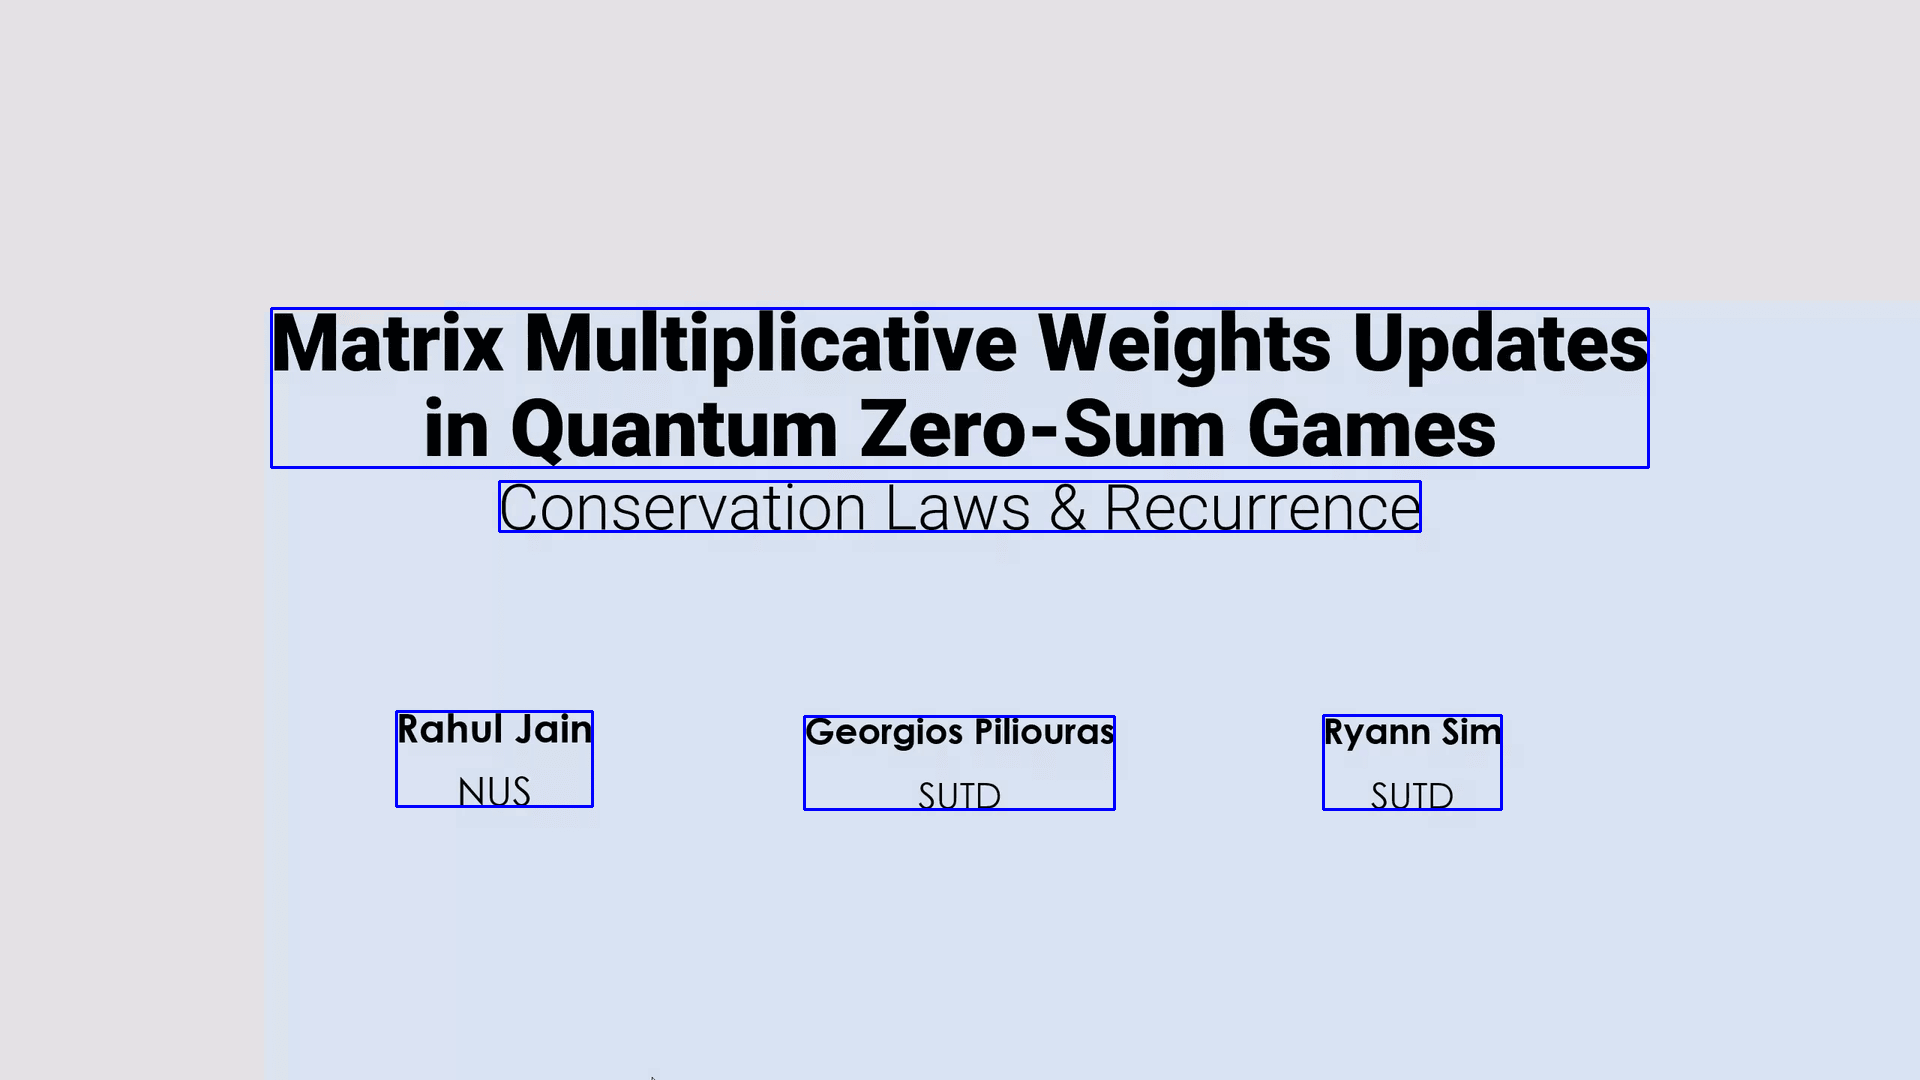 Matrix Multiplicative Weights Updates
in Quantum Zero-Sum Games
Conservation Laws & Recurrence
Rahul Jain
NUS
Georgios Piliouras
SUTD
Ryann Sim
SUTD